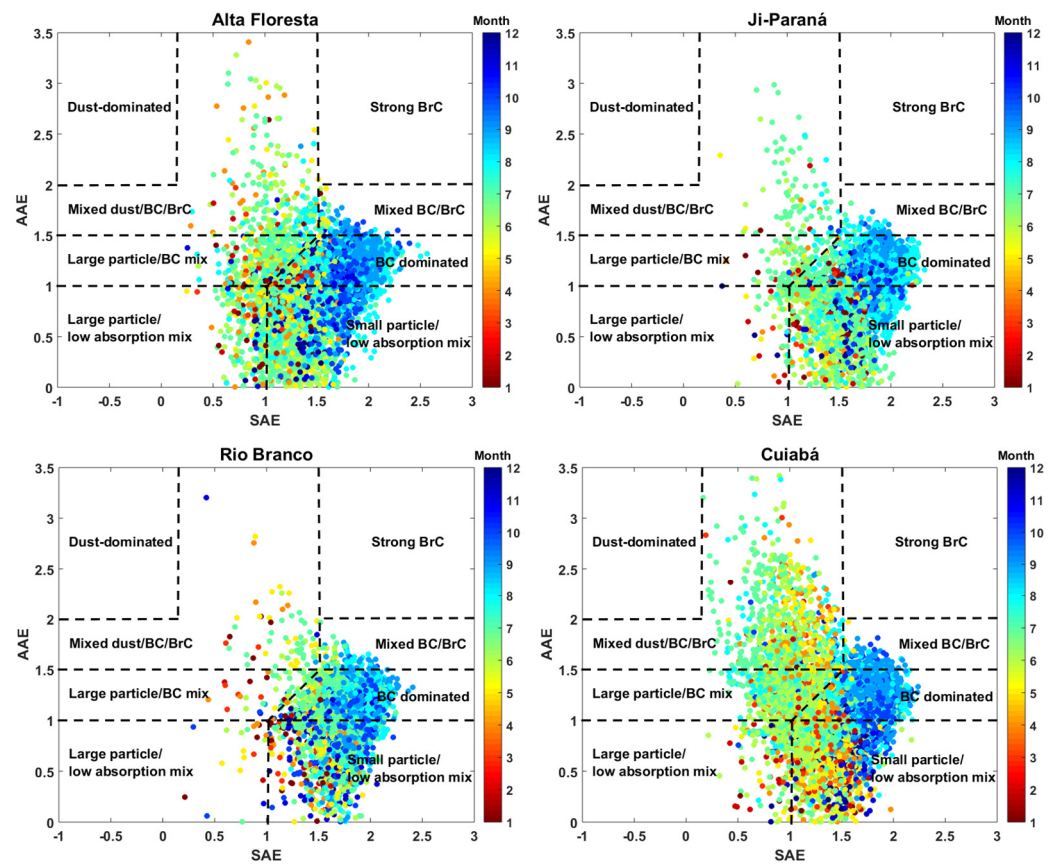 Alta Floresta
Month
3.5
3
2.5
2
1.5
1
0.5
0
AAE
Dust-dominated
Strong BrC
Mixed dust/BC/BrC
Mixed BC/BrC
Large particle/BC mix
BC dominated
Large particle/
low absorption mix
Small particle/
low absorption mix
-1 -0.5 0 0.5 1 1.5 2 2.5 3
SAE
12
11
10
9
8
7
6
5
4
3
2
1
Ji-Paraná
Month
3.5
3
2.5
2
1.5
1
0.5
0
AAE
Dust-dominated
Strong BrC
Mixed dust/BC/BrC
Mixed BC/BrC
Large particle/BC mix
BC dominated
Large particle/
low absorption mix
Small particle/
low absorption mix
-1 -0.5 0 0.5 1 1.5 2 2.5 3
SAE
12
11
10
9
8
7
6
5
4
3
2
1
Rio Branco
Month
3.5
3
2.5
2
1.5
1
0.5
0
AAE
Dust-dominated
Strong BrC
Mixed dust/BC/BrC
Mixed BC/BrC
Large particle/BC mix
BC dominated
Large particle/
low absorption mix
Small particle/
low absorption mix
-1 -0.5 0 0.5 1 1.5 2 2.5 3
SAE
12
11
10
9
8
7
6
5
4
3
2
1
Cuiabá
Month
3.5
3
2.5
2
1.5
1
0.5
0
AAE
Dust-dominated
Strong BrC
Mixed dust/BC/BrC
Mixed BC/BrC
Large particle/BC mix
BC dominated
Large particle/
low absorption mix
Small particle/
low absorption mix
-1 -0.5 0 0.5 1 1.5 2 2.5 3
SAE
12
11
10
9
8
7
6
5
4
3
2
1